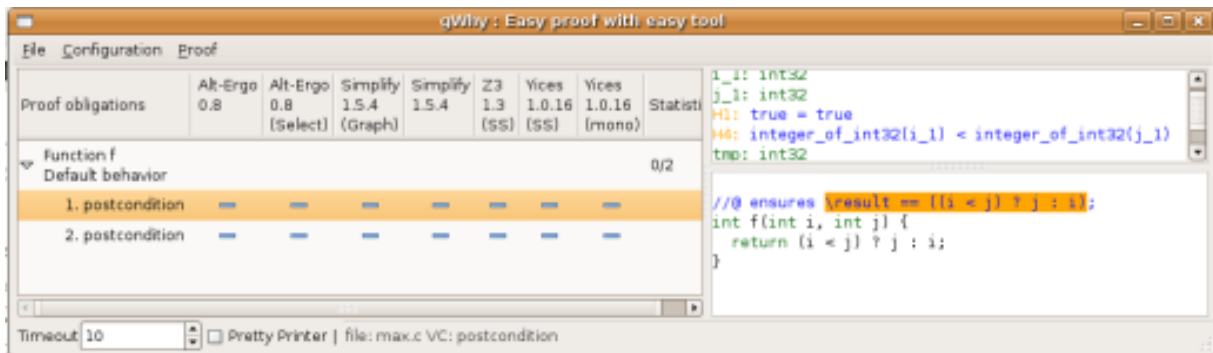 gWhy : Easy proof with easy tool
File Configuration Proof
Proof obligations
Alt-Ergo
0.8
Alt-Ergo
0.8
(Select)
Simplify
1.5.4
(Graph)
Simplify
1.5.4
Z3
1.3
(SS)
Yices
1.0.16
(SS)
Yices
1.0.16
(mono)
Statisti
Function f
Default behavior
0/2
1. postcondition
2. postcondition
i_1: int32
j_1: int32
H1: true = true
H4: integer_of_int32(i_1) < integer_of_int32(j_1)
tmp: int32
//@ ensures \result == ((i < j) ? j : i);
int f(int i, int j) {
return (i < j) ? j : i;
}
Timeout 10 Pretty Printer | file: max.c VC: postcondition